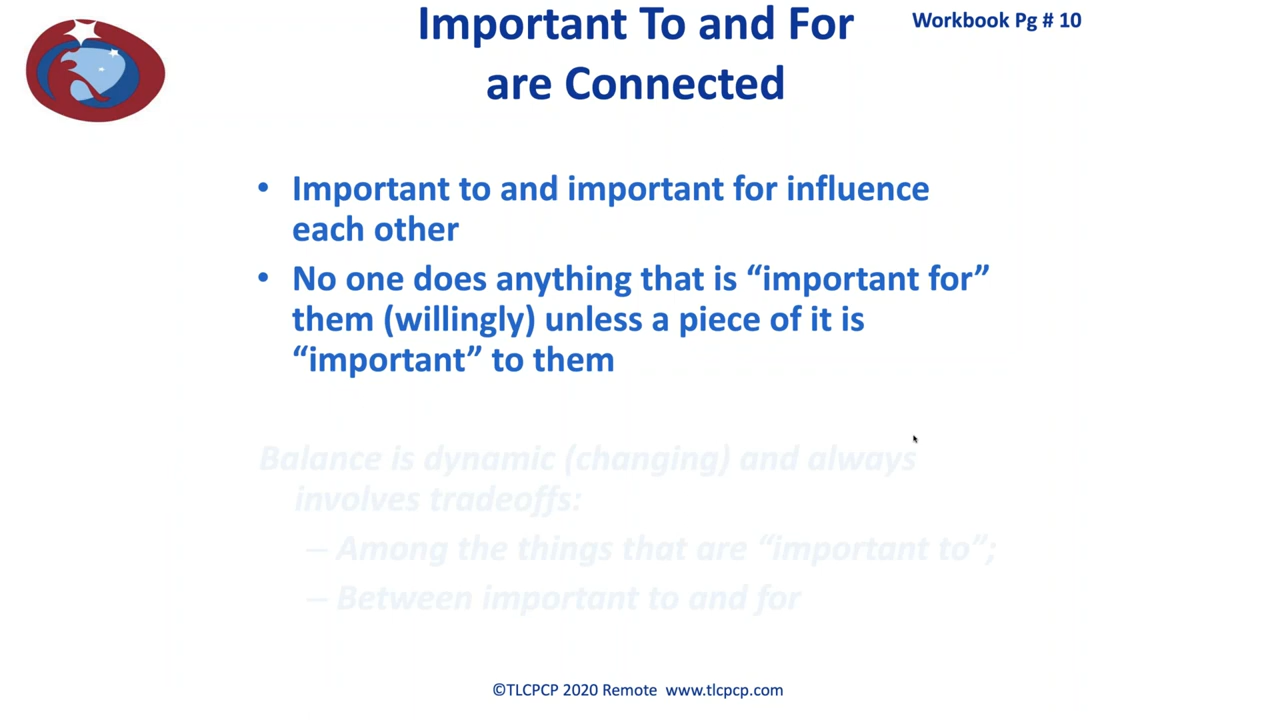 Important To and For
are Connected
Workbook Pg # 10
• Important to and important for influence
each other
• No one does anything that is “important for”
them (willingly) unless a piece of it is
“important” to them
Balance is dynamic (changing) and always
involves tradeoffs:
– Among the things that are “important to”;
– Between important to and for
©TLCPCP 2020 Remote www.tlcpcp.com